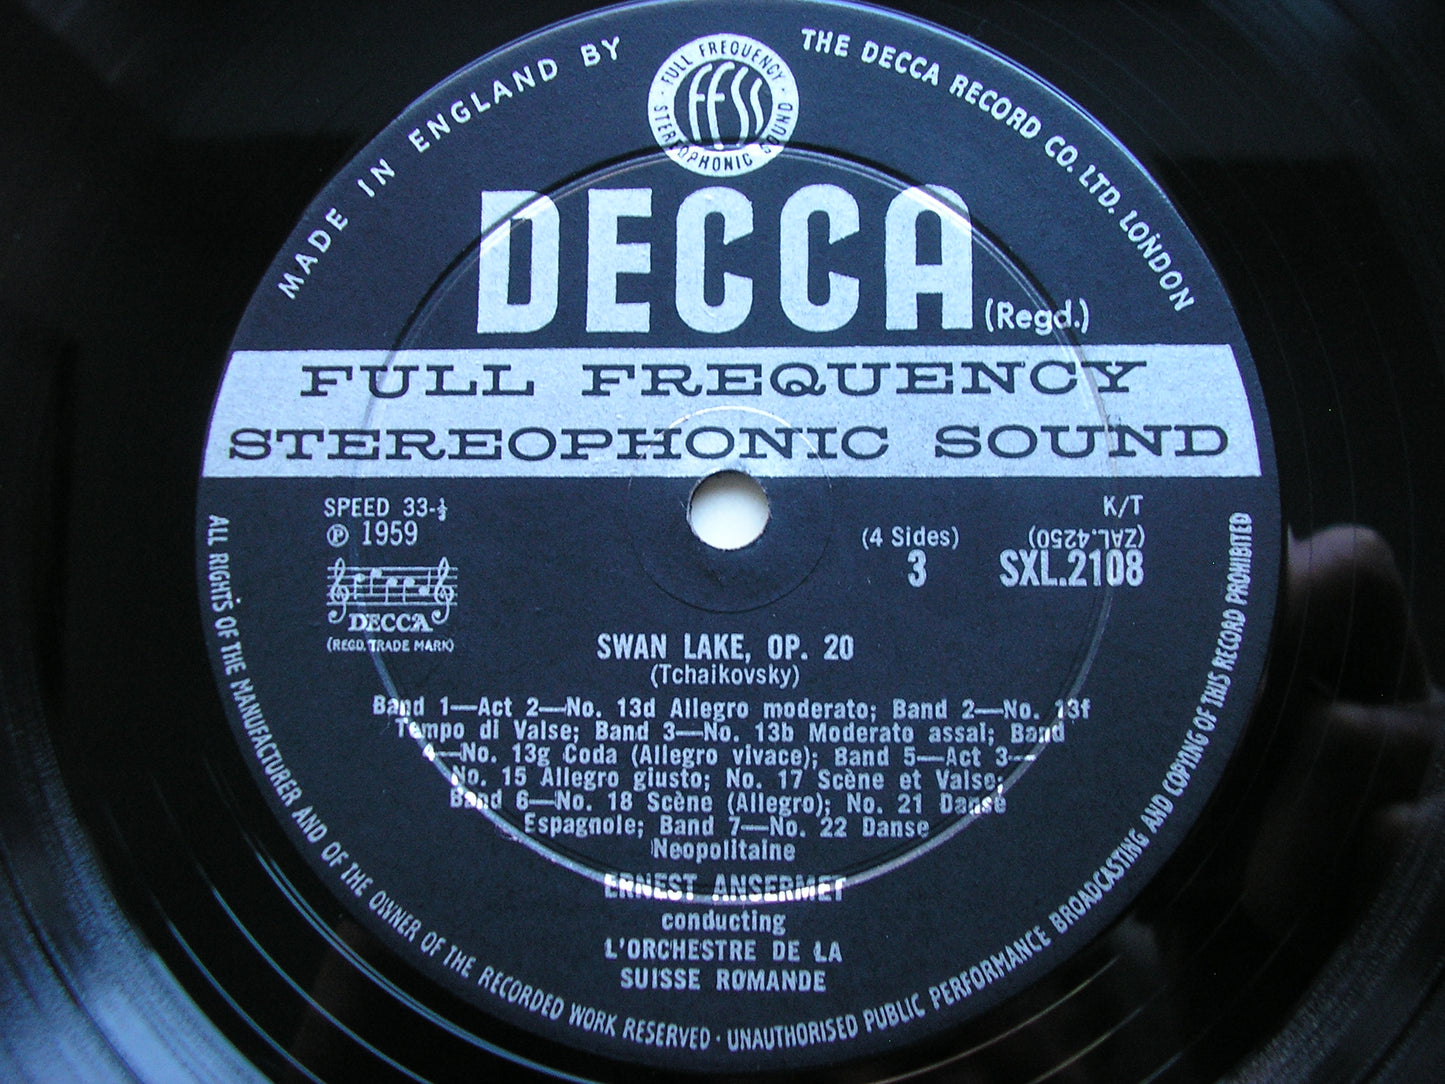 MADE IN ENGLAND BY
THE DECCA RECORD CO. LTD. LONDON
FULL FREQUENCY
ffss
STEREOPHONIC SOUND
DECCA
(Regd.)
FULL FREQUENCY
STEREOPHONIC SOUND
SPEED 33-⅓
Ⓟ 1959
K/T
(4 Sides)
(ZAL.4250)
3
SXL.2108
DECCA
(REGD. TRADE MARK)
SWAN LAKE, OP. 20
(Tchaikovsky)
Band 1—Act 2—No. 13d Allegro moderato; Band 2—No. 13f
Tempo di Valse; Band 3—No. 13b Moderato assai; Band
—No. 13g Coda (Allegro vivace); Band 5—Act 3—
No. 15 Allegro giusto; No. 17 Scène et Valse;
Band 6—No. 18 Scène (Allegro); No. 21 Danse
Espagnole; Band 7—No. 22 Danse
Neopolitaine
ERNEST ANSERMET
conducting
L'ORCHESTRE DE LA
SUISSE ROMANDE
ALL RIGHTS OF THE MANUFACTURER AND OF THE OWNER OF THE RECORDED WORK RESERVED · UNAUTHORISED PUBLIC PERFORMANCE BROADCASTING AND COPYING OF THIS RECORD PROHIBITED